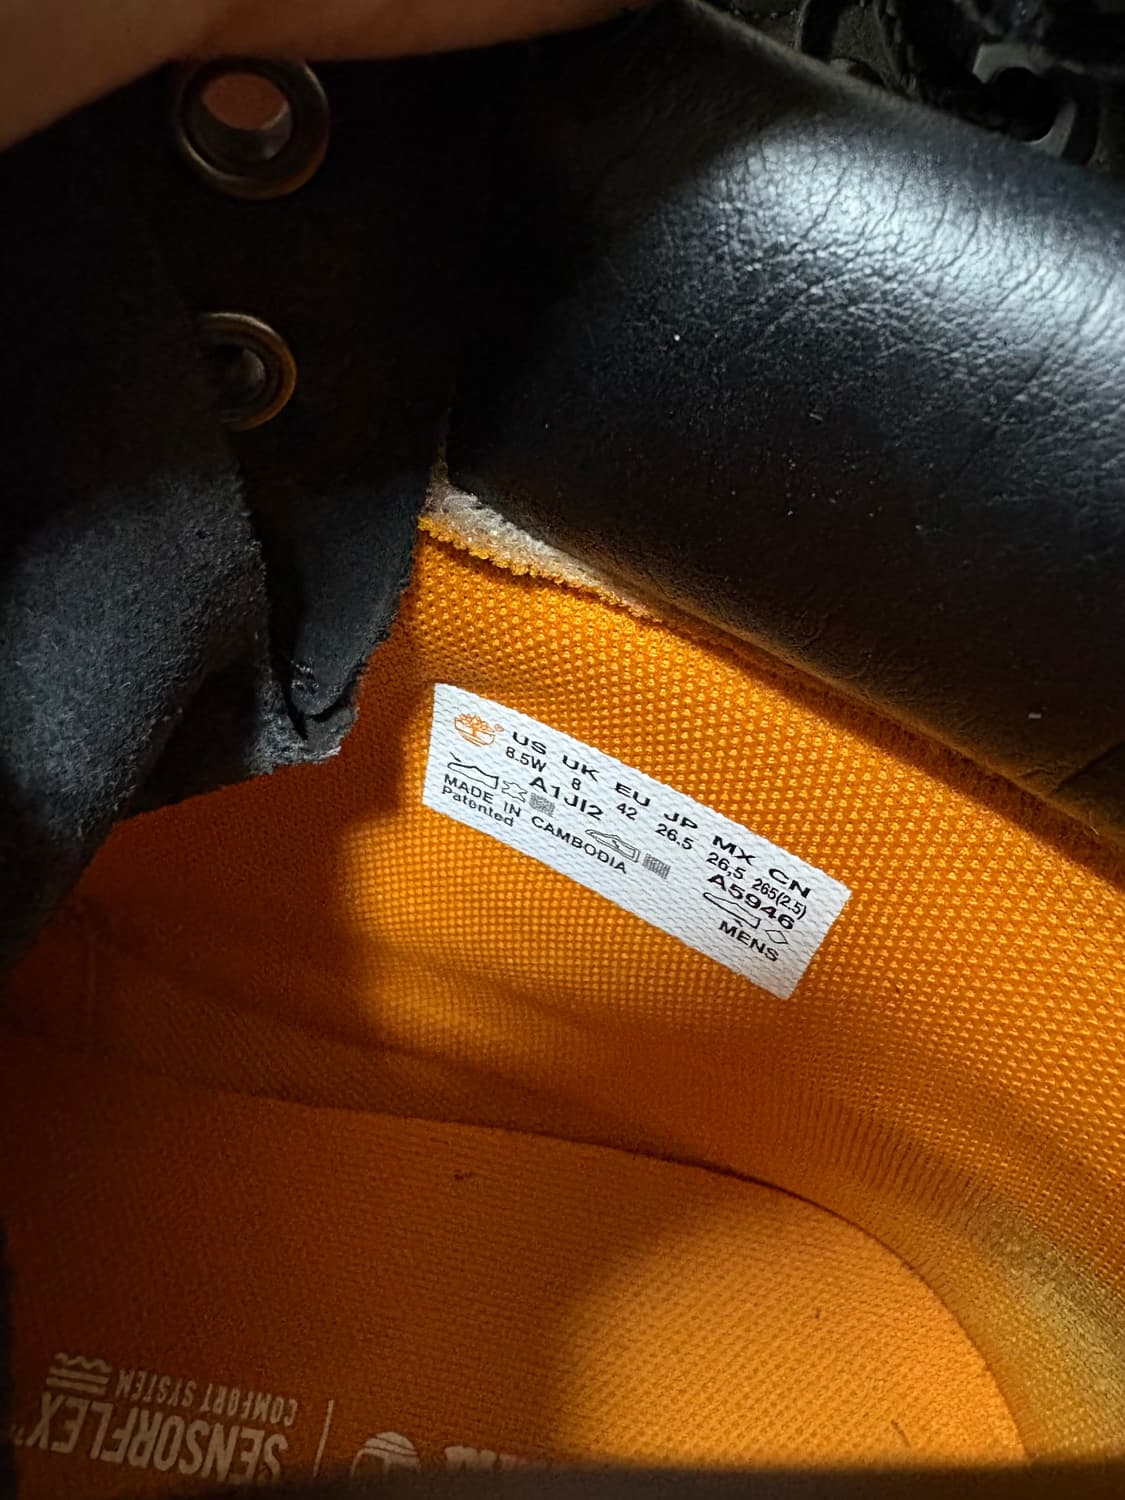 US UK EU JP MX CN
8.5W 8 42 26.5 26,5 265(2.5)
A1JI2 A5946
MADE IN CAMBODIA MENS
Patented
SENSORFLEX
COMFORT SYSTEM